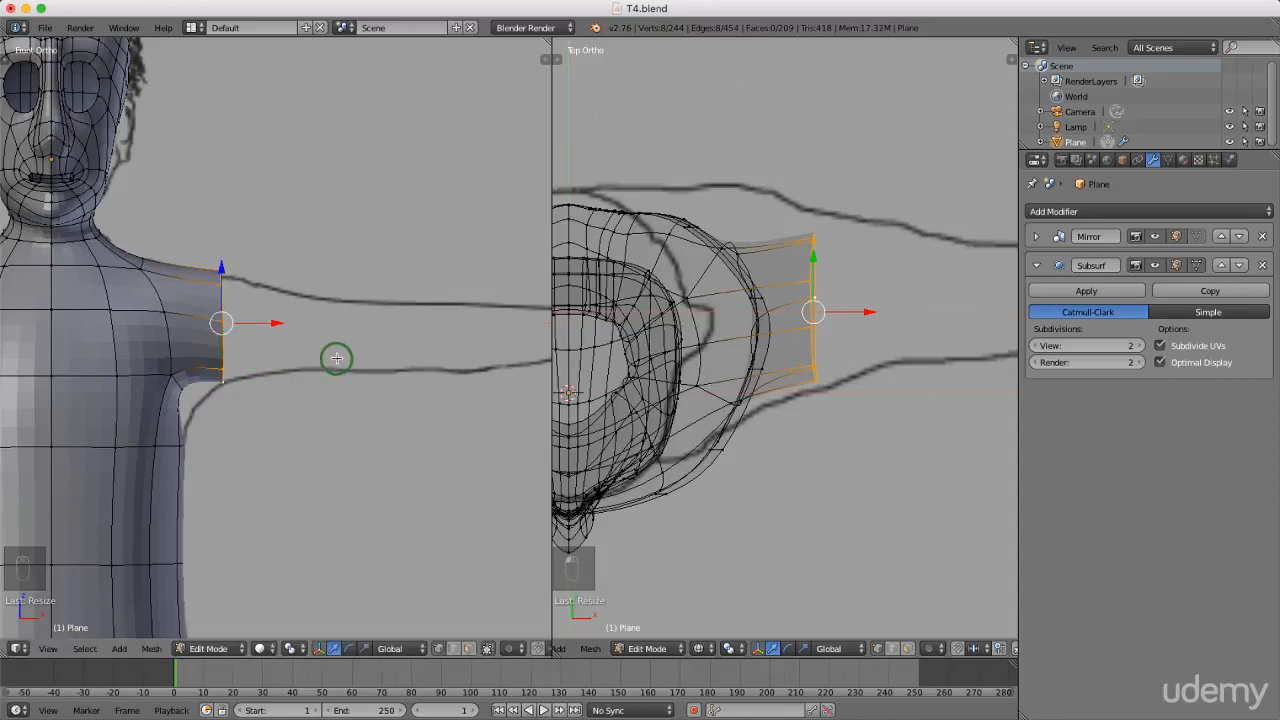 T4.blend
File Render Window Help Default Scene Blender Render v2.76 | Verts:8/244 | Edges:8/454 | Faces:0/209 | Tris:418 | Mem:17.32M | Plane
Front Ortho
Top Ortho
View Search All Scenes
Scene
RenderLayers
World
Camera
Lamp
Plane
Plane
Add Modifier
Mirror
Subsurf
Apply Copy
Catmull-Clark Simple
Subdivisions: Options:
View: 2 Subdivide UVs
Render: 2 Optimal Display
Last: Resize
Last: Resize
(1) Plane
(1) Plane
View Select Add Mesh Edit Mode Global
Add Mesh Edit Mode Global
-50 -40 -30 -20 -10 0 10 20 30 40 50 60 70 80 90 100 110 120 130 140 150 160 170 180 190 200 210 220 230 240 250 260 270 280
View Marker Frame Playback Start: 1 End: 250 1 No Sync
udemy